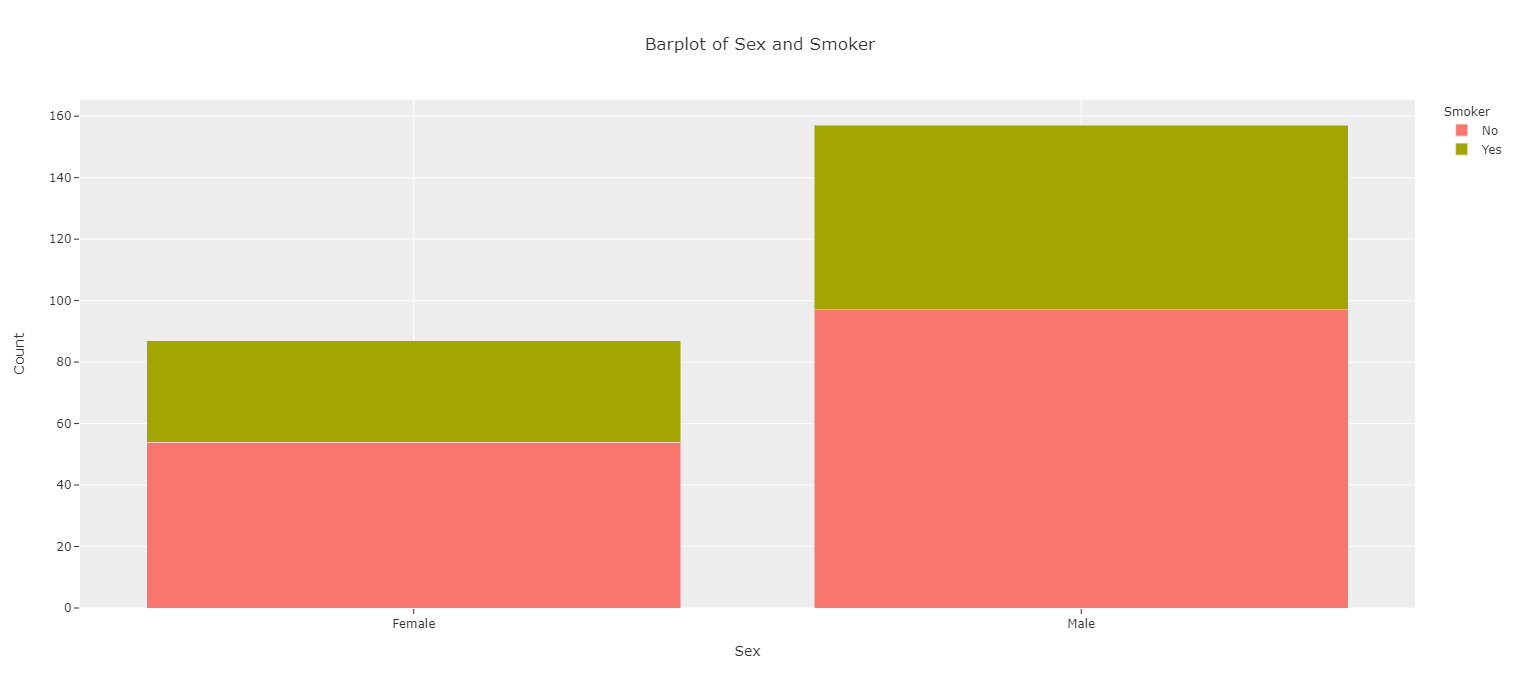 Barplot of Sex and Smoker
Smoker
No
Yes
160
140
120
100
80
60
40
20
0
Count
Female
Male
Sex